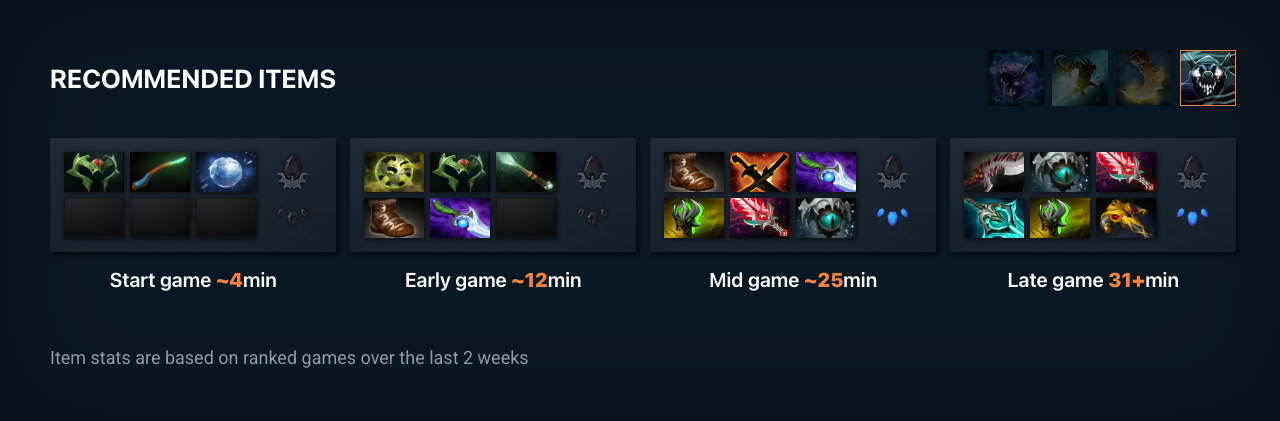 RECOMMENDED ITEMS
Start game ~4min
Early game ~12min
Mid game ~25min
Late game 31+min
Item stats are based on ranked games over the last 2 weeks